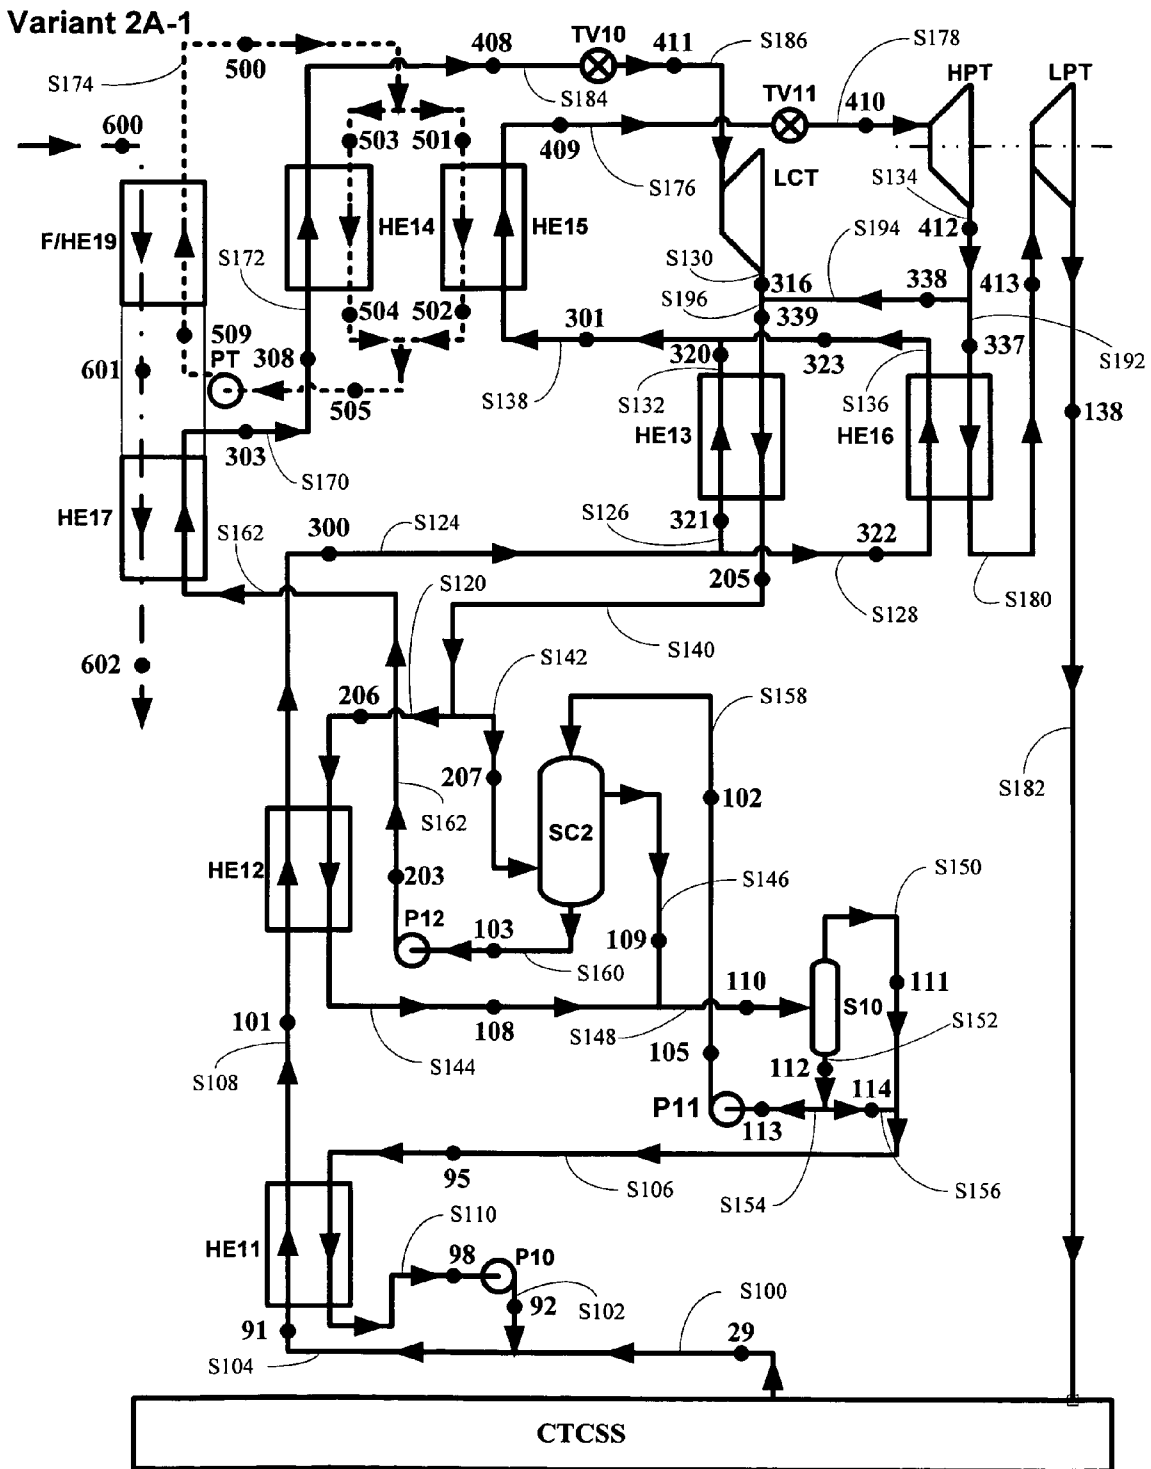 Variant 2A-1
500
408
TV10
411
S186
S178
HPT
LPT
S174
S184
TV11
410
600
503
501
409
S176
LCT
S134
412
F/HE19
HE14
HE15
S172
S130
S194
316
338
413
504
502
S196
339
509
PT
308
301
320
323
337
S192
601
505
S138
S132
S136
138
303
HE13
HE16
S170
HE17
S162
300
S124
S126
321
322
S120
205
S128
S180
S140
602
S142
206
S158
207
102
S182
S162
SC2
HE12
203
S146
S150
P12
103
109
S160
110
111
S10
101
108
S148
S152
S144
105
112
S108
114
P11
113
95
S106
S154
S156
S110
HE11
98
P10
S100
92
S102
91
29
S104
CTCSS